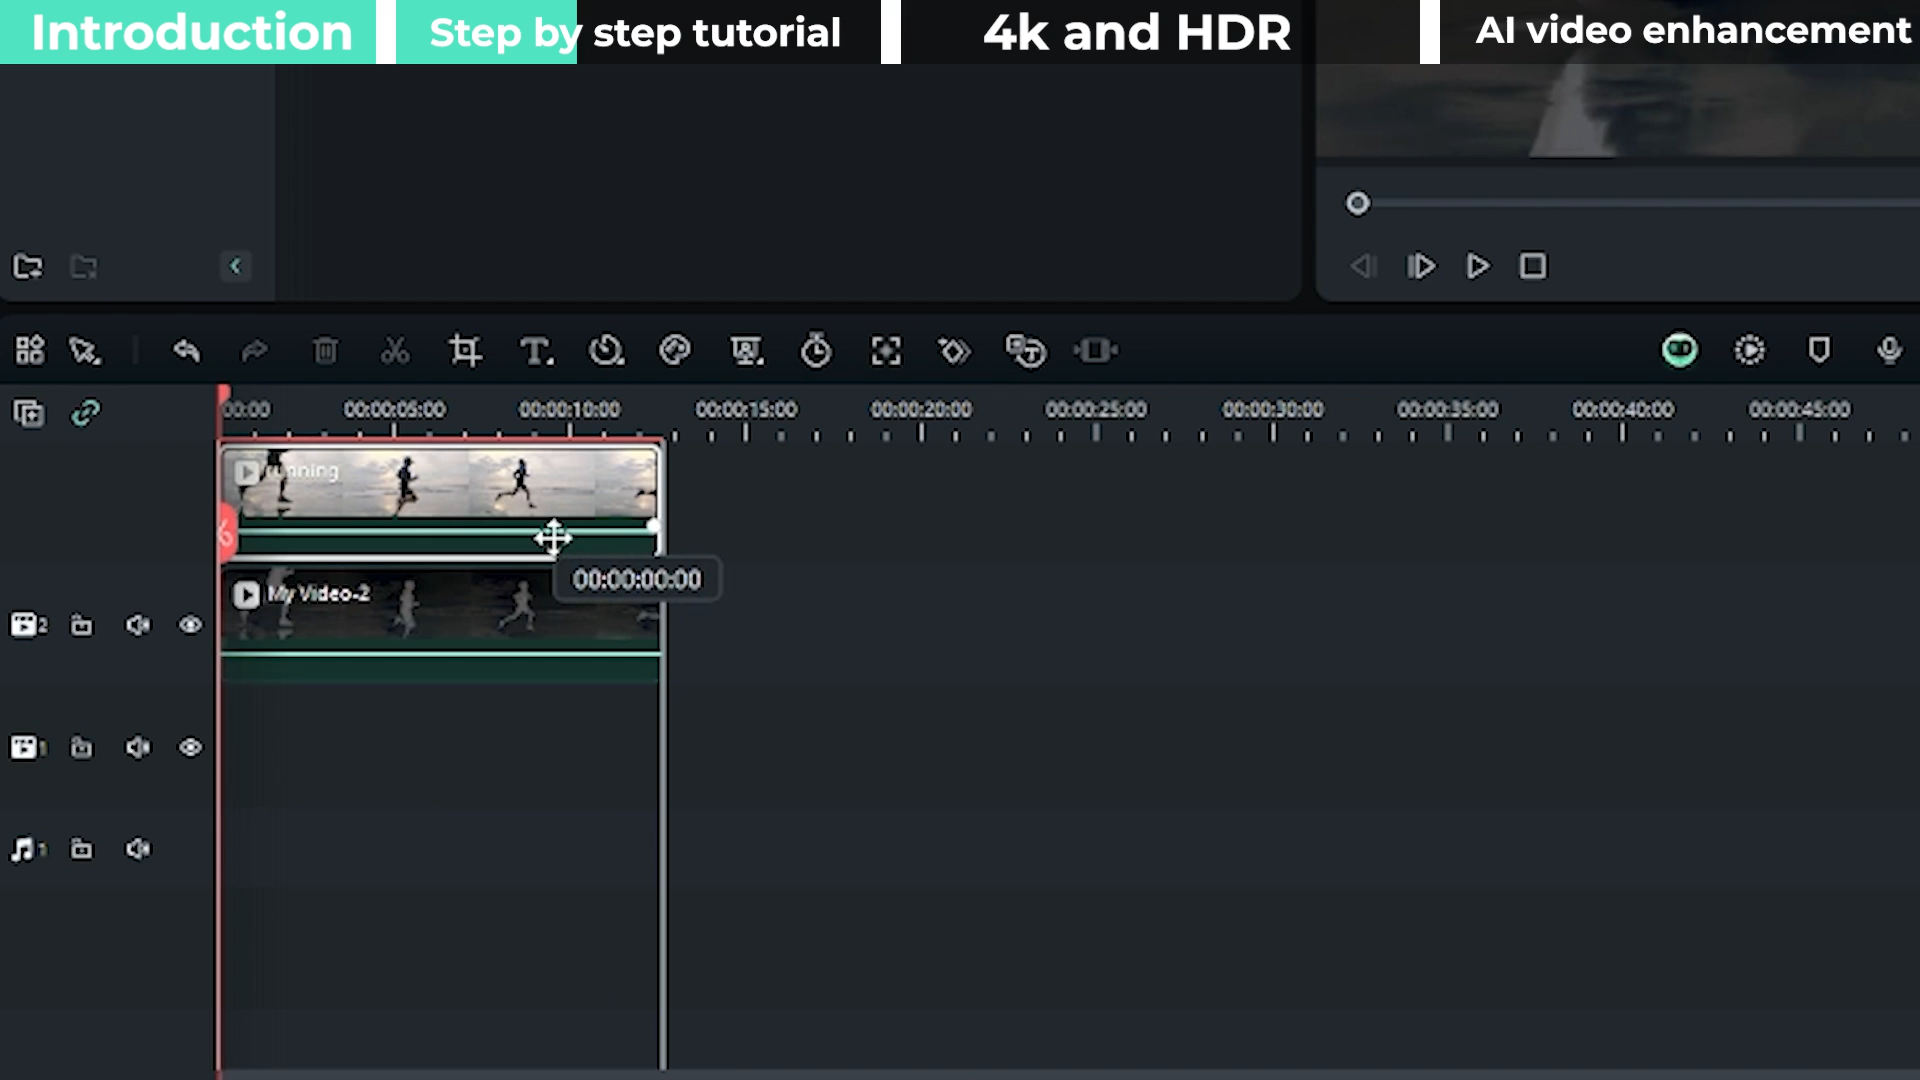 Introduction
Step by step tutorial
4k and HDR
AI video enhancement
00:00
00:00:05:00
00:00:10:00
00:00:15:00
00:00:20:00
00:00:25:00
00:00:30:00
00:00:35:00
00:00:40:00
00:00:45:00
running
00:00:00:00
My Video-2
2
1
1